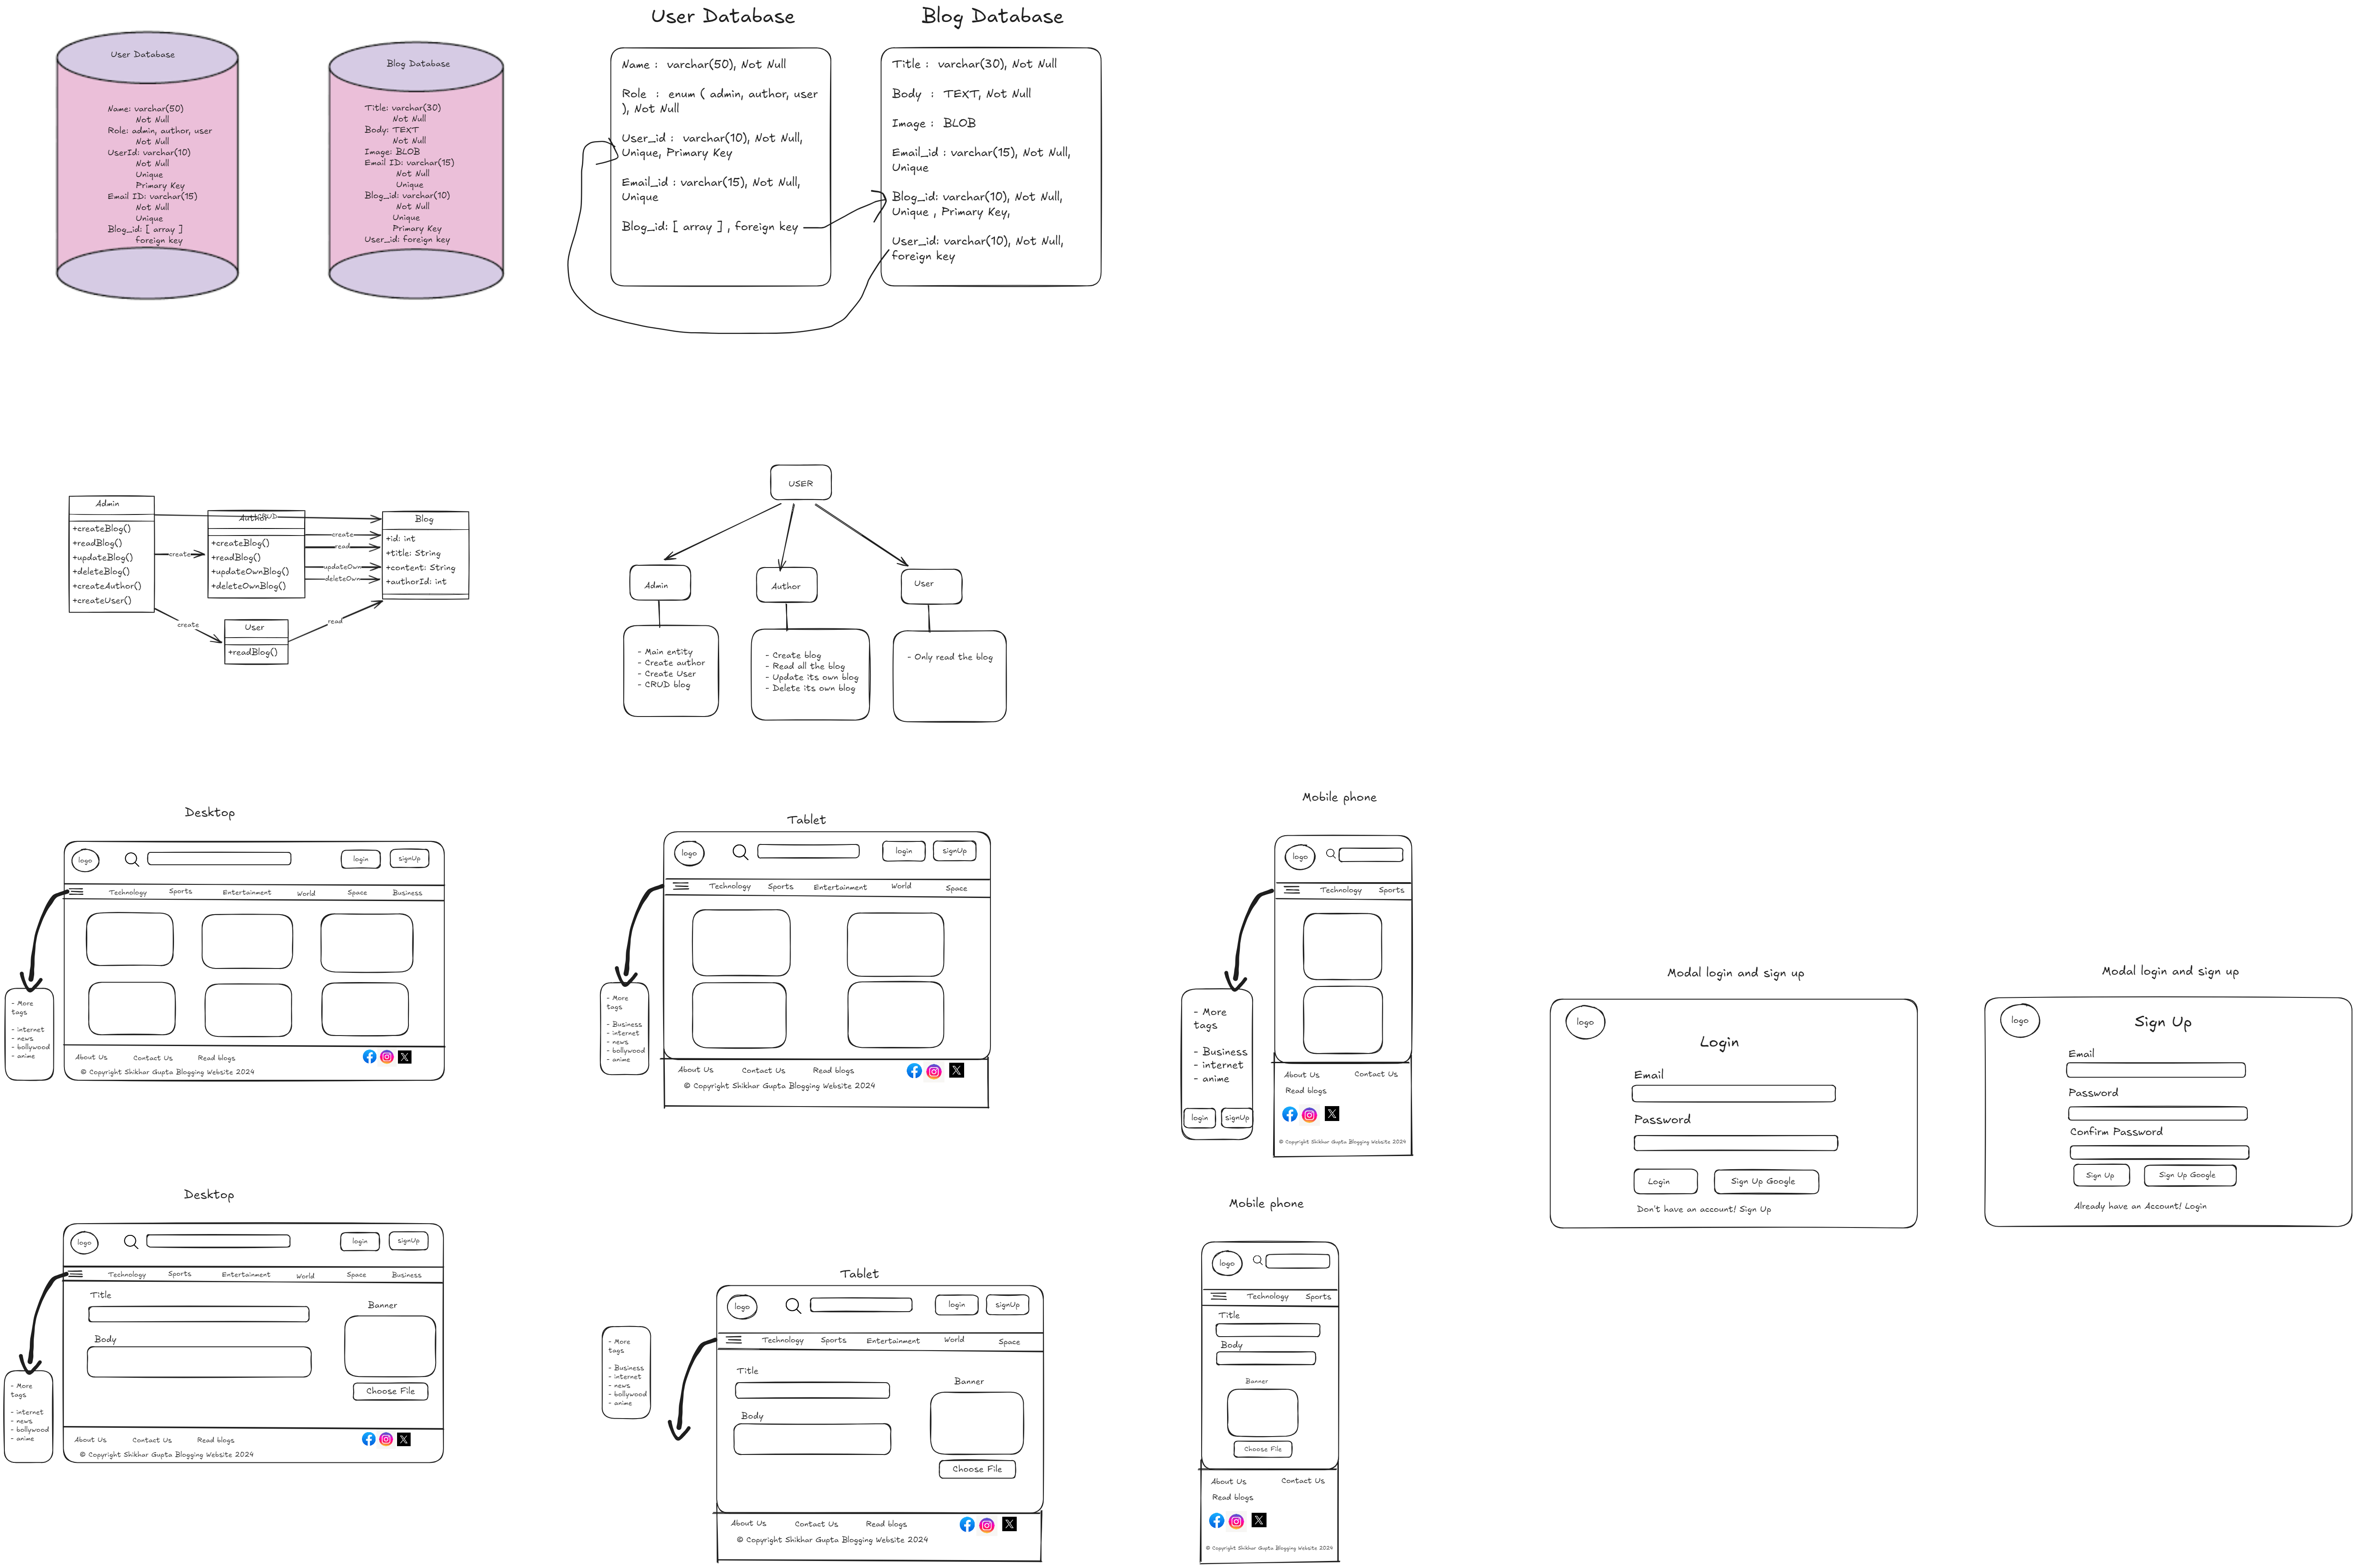 User Database
Name: varchar(50)
Not Null
Role: admin, author, user
Not Null
UserId: varchar(10)
Not Null
Unique
Primary Key
Email ID: varchar(15)
Not Null
Unique
Blog_id: [ array ]
foreign key
Blog Database
Title: varchar(30)
Not Null
Body: TEXT
Not Null
Image: BLOB
Email ID: varchar(15)
Not Null
Unique
Blog_id: varchar(10)
Not Null
Unique
Primary Key
User_id: foreign key
User Database
Name : varchar(50), Not Null
Role : enum ( admin, author, user
), Not Null
User_id : varchar(10), Not Null,
Unique, Primary Key
Email_id : varchar(15), Not Null,
Unique
Blog_id: [ array ] , foreign key
Blog Database
Title : varchar(30), Not Null
Body : TEXT, Not Null
Image : BLOB
Email_id : varchar(15), Not Null,
Unique
Blog_id: varchar(10), Not Null,
Unique , Primary Key,
User_id: varchar(10), Not Null,
foreign key
Admin
+createBlog()
+readBlog()
+updateBlog()
+deleteBlog()
+createAuthor()
+createUser()
create
create
Author
CRUD
+createBlog()
+readBlog()
+updateOwnBlog()
+deleteOwnBlog()
create
read
updateOwn
deleteOwn
Blog
+id: int
+title: String
+content: String
+authorId: int
User
+readBlog()
read
USER
Admin
Author
User
- Main entity
- Create author
- Create User
- CRUD blog
- Create blog
- Read all the blog
- Update its own blog
- Delete its own blog
- Only read the blog
Desktop
logo
login
signUp
Technology
Sports
Entertainment
World
Space
Business
- More
tags
- internet
- news
- bollywood
- anime
About Us
Contact Us
Read blogs
© Copyright Shikhar Gupta Blogging Website 2024
Tablet
logo
login
signUp
Technology
Sports
Entertainment
World
Space
- More
tags
- Business
- internet
- news
- bollywood
- anime
About Us
Contact Us
Read blogs
© Copyright Shikhar Gupta Blogging Website 2024
Mobile phone
logo
Technology
Sports
- More
tags
- Business
- internet
- anime
login
signUp
About Us
Contact Us
Read blogs
© Copyright Shikhar Gupta Blogging Website 2024
Modal login and sign up
logo
Login
Email
Password
Login
Sign Up Google
Don't have an account! Sign Up
Modal login and sign up
logo
Sign Up
Email
Password
Confirm Password
Sign Up
Sign Up Google
Already have an Account! Login
Desktop
logo
login
signUp
Technology
Sports
Entertainment
World
Space
Business
Title
Body
Banner
Choose File
- More
tags
- internet
- news
- bollywood
- anime
About Us
Contact Us
Read blogs
© Copyright Shikhar Gupta Blogging Website 2024
Tablet
logo
login
signUp
Technology
Sports
Entertainment
World
Space
- More
tags
- Business
- internet
- news
- bollywood
- anime
Title
Body
Banner
Choose File
About Us
Contact Us
Read blogs
© Copyright Shikhar Gupta Blogging Website 2024
Mobile phone
logo
Technology
Sports
Title
Body
Banner
Choose File
About Us
Contact Us
Read blogs
© Copyright Shikhar Gupta Blogging Website 2024